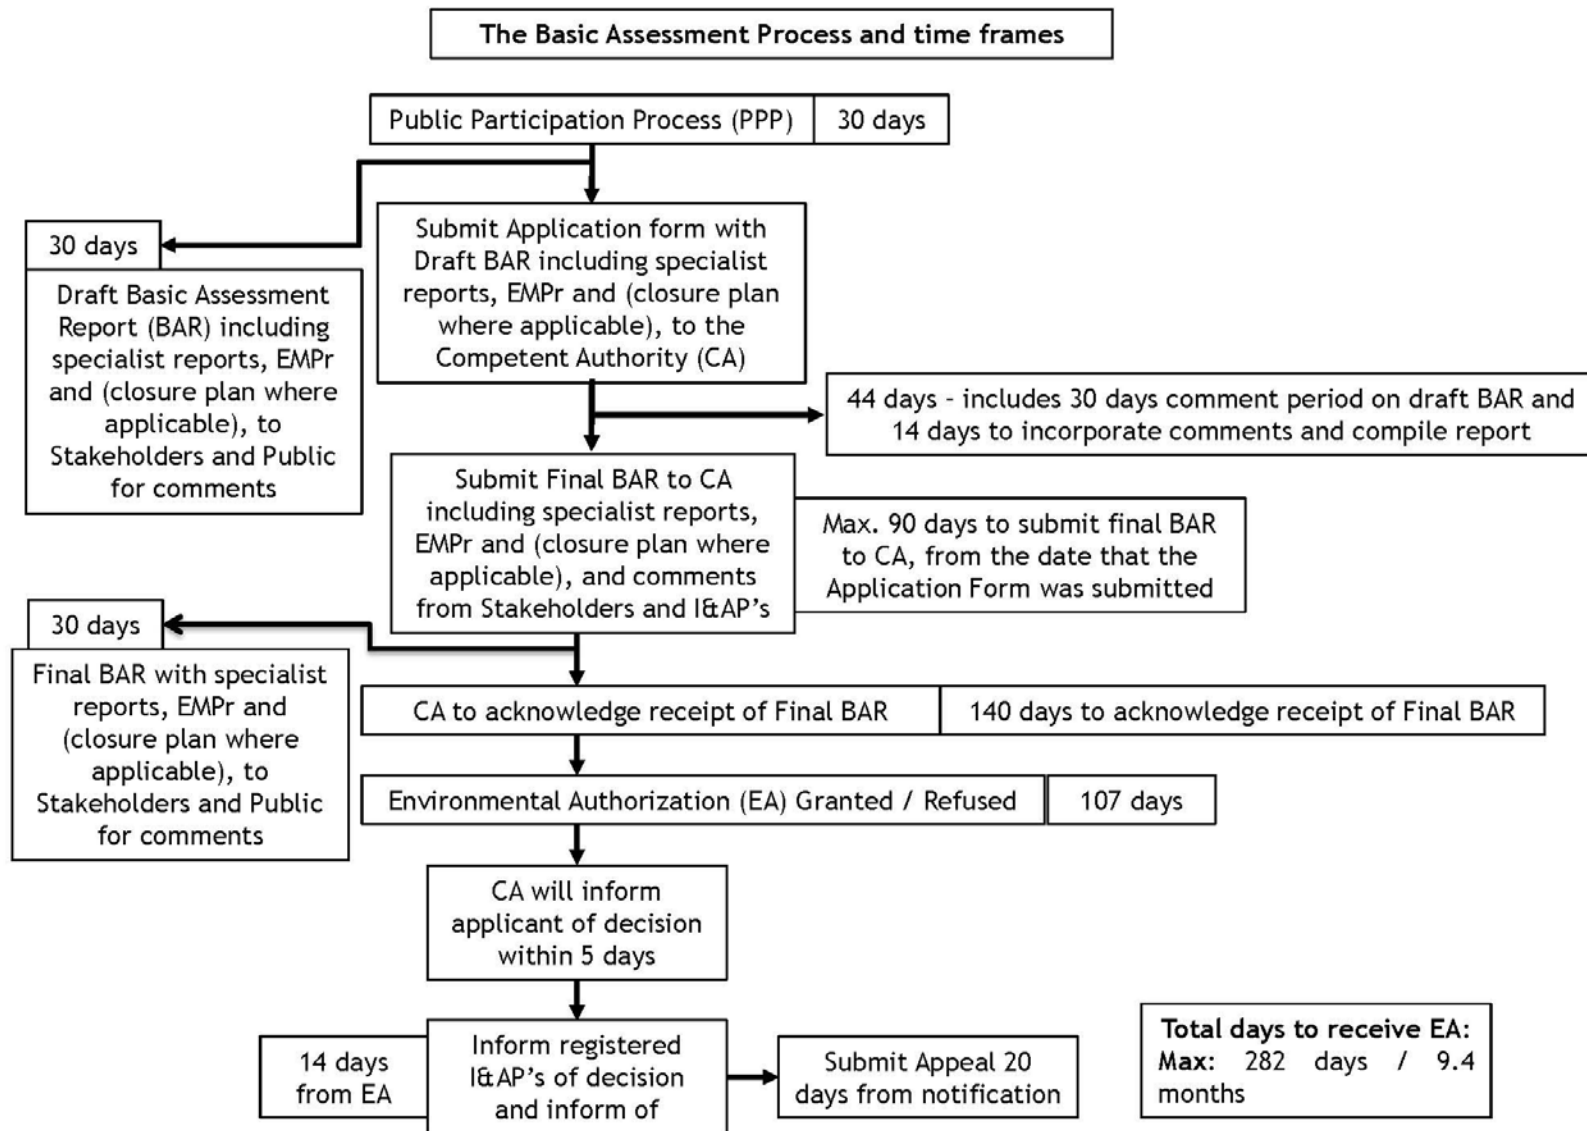 The Basic Assessment Process and time frames
Public Participation Process (PPP)
30 days
Submit Application form with
Draft BAR including specialist
reports, EMPr and (closure plan
where applicable), to the
Competent Authority (CA)
30 days
Draft Basic Assessment
Report (BAR) including
specialist reports, EMPr
and (closure plan where
applicable), to
Stakeholders and Public
for comments
44 days - includes 30 days comment period on draft BAR and
14 days to incorporate comments and compile report
Submit Final BAR to CA
including specialist reports,
EMPr and (closure plan where
applicable), and comments
from Stakeholders and I&AP's
Max. 90 days to submit final BAR
to CA, from the date that the
Application Form was submitted
30 days
Final BAR with specialist
reports, EMPr and
(closure plan where
applicable), to
Stakeholders and Public
for comments
CA to acknowledge receipt of Final BAR
140 days to acknowledge receipt of Final BAR
Environmental Authorization (EA) Granted / Refused
107 days
CA will inform
applicant of decision
within 5 days
14 days
from EA
Inform registered
I&AP's of decision
and inform of
Submit Appeal 20
days from notification
Total days to receive EA:
Max: 282 days / 9.4
months